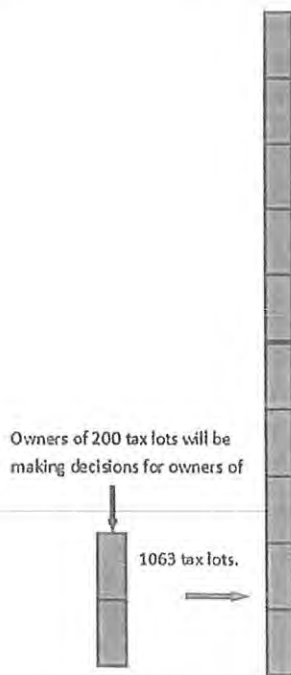 Owners of 200 tax lots will be
making decisions for owners of
1063 tax lots.